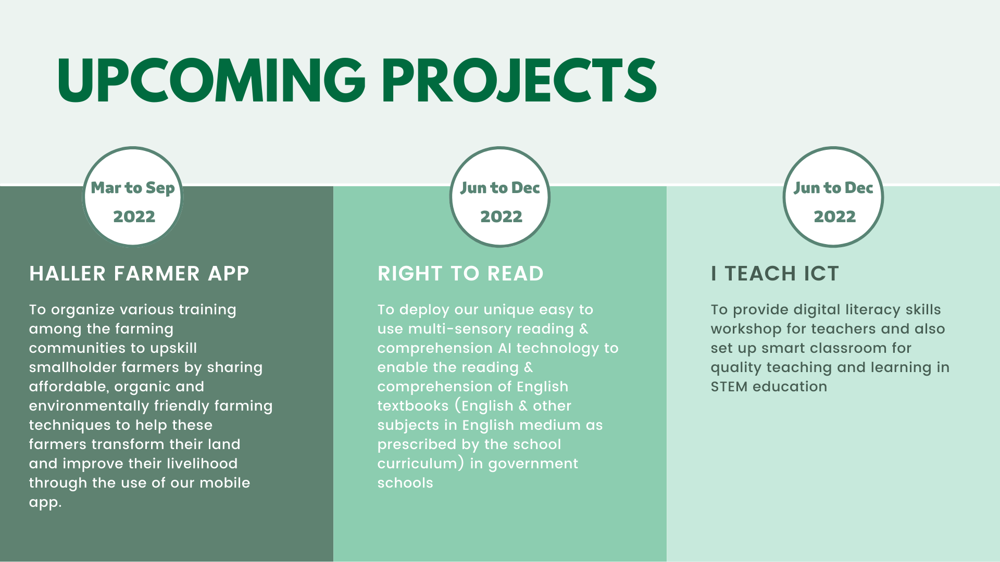 UPCOMING PROJECTS
Mar to Sep
2022
HALLER FARMER APP
To organize various training
among the farming
communities to upskill
smallholder farmers by sharing
affordable, organic and
environmentally friendly farming
techniques to help these
farmers transform their land
and improve their livelihood
through the use of our mobile
app.
Jun to Dec
2022
RIGHT TO READ
To deploy our unique easy to
use multi-sensory reading &
comprehension AI technology to
enable the reading &
comprehension of English
textbooks (English & other
subjects in English medium as
prescribed by the school
curriculum) in government
schools
Jun to Dec
2022
I TEACH ICT
To provide digital literacy skills
workshop for teachers and also
set up smart classroom for
quality teaching and learning in
STEM education